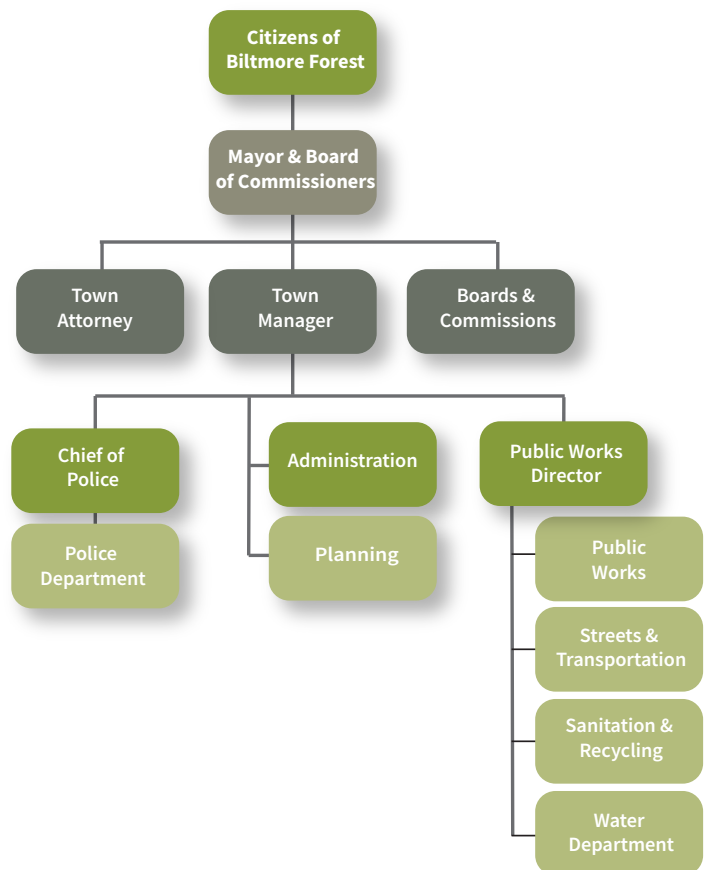 Citizens of
Biltmore Forest
Mayor & Board
of Commissioners
Town
Attorney
Town
Manager
Boards &
Commissions
Chief of
Police
Administration
Public Works
Director
Police
Department
Planning
Public
Works
Streets &
Transportation
Sanitation &
Recycling
Water
Department